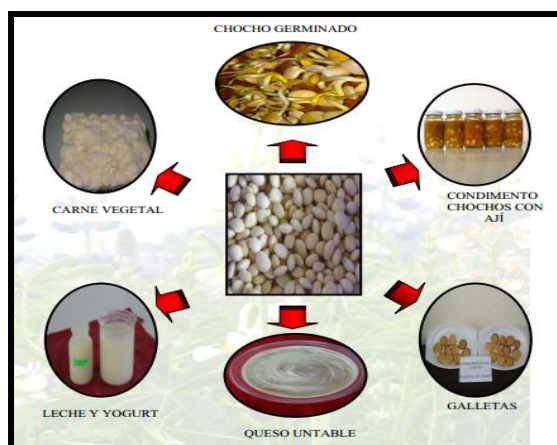 CHOCHO GERMINADO
CARNE VEGETAL
CONDIMENTO
CHOCHOS CON
AJÍ
LECHE Y YOGURT
QUESO UNTABLE
GALLETAS